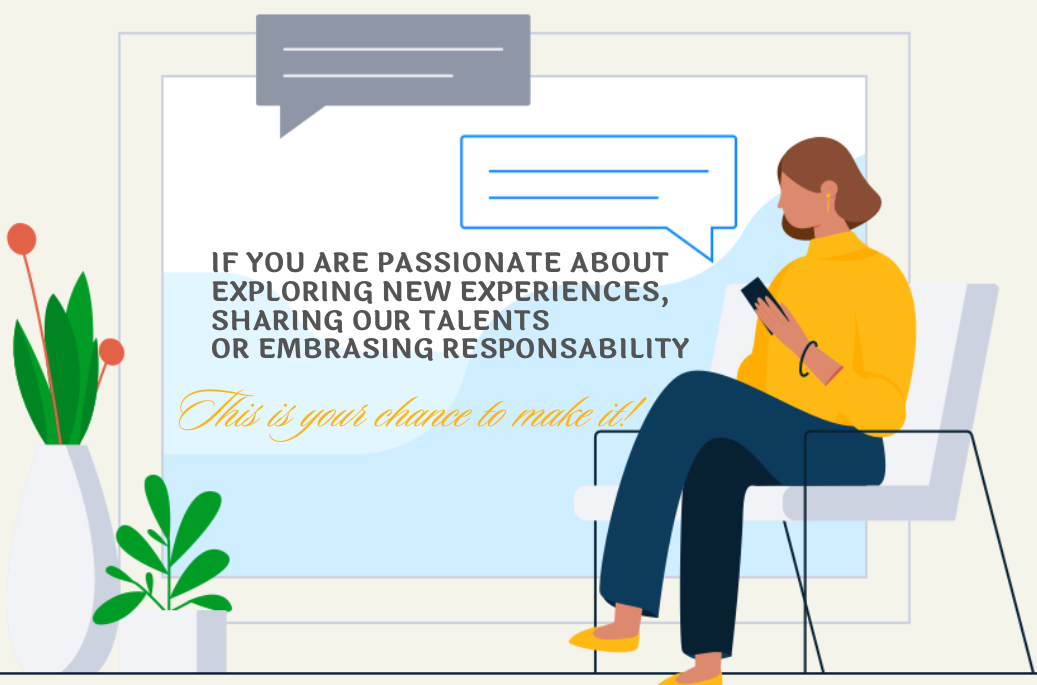 IF YOU ARE PASSIONATE ABOUT
EXPLORING NEW EXPERIENCES,
SHARING OUR TALENTS
OR EMBRASING RESPONSABILITY
This is your chance to make it!